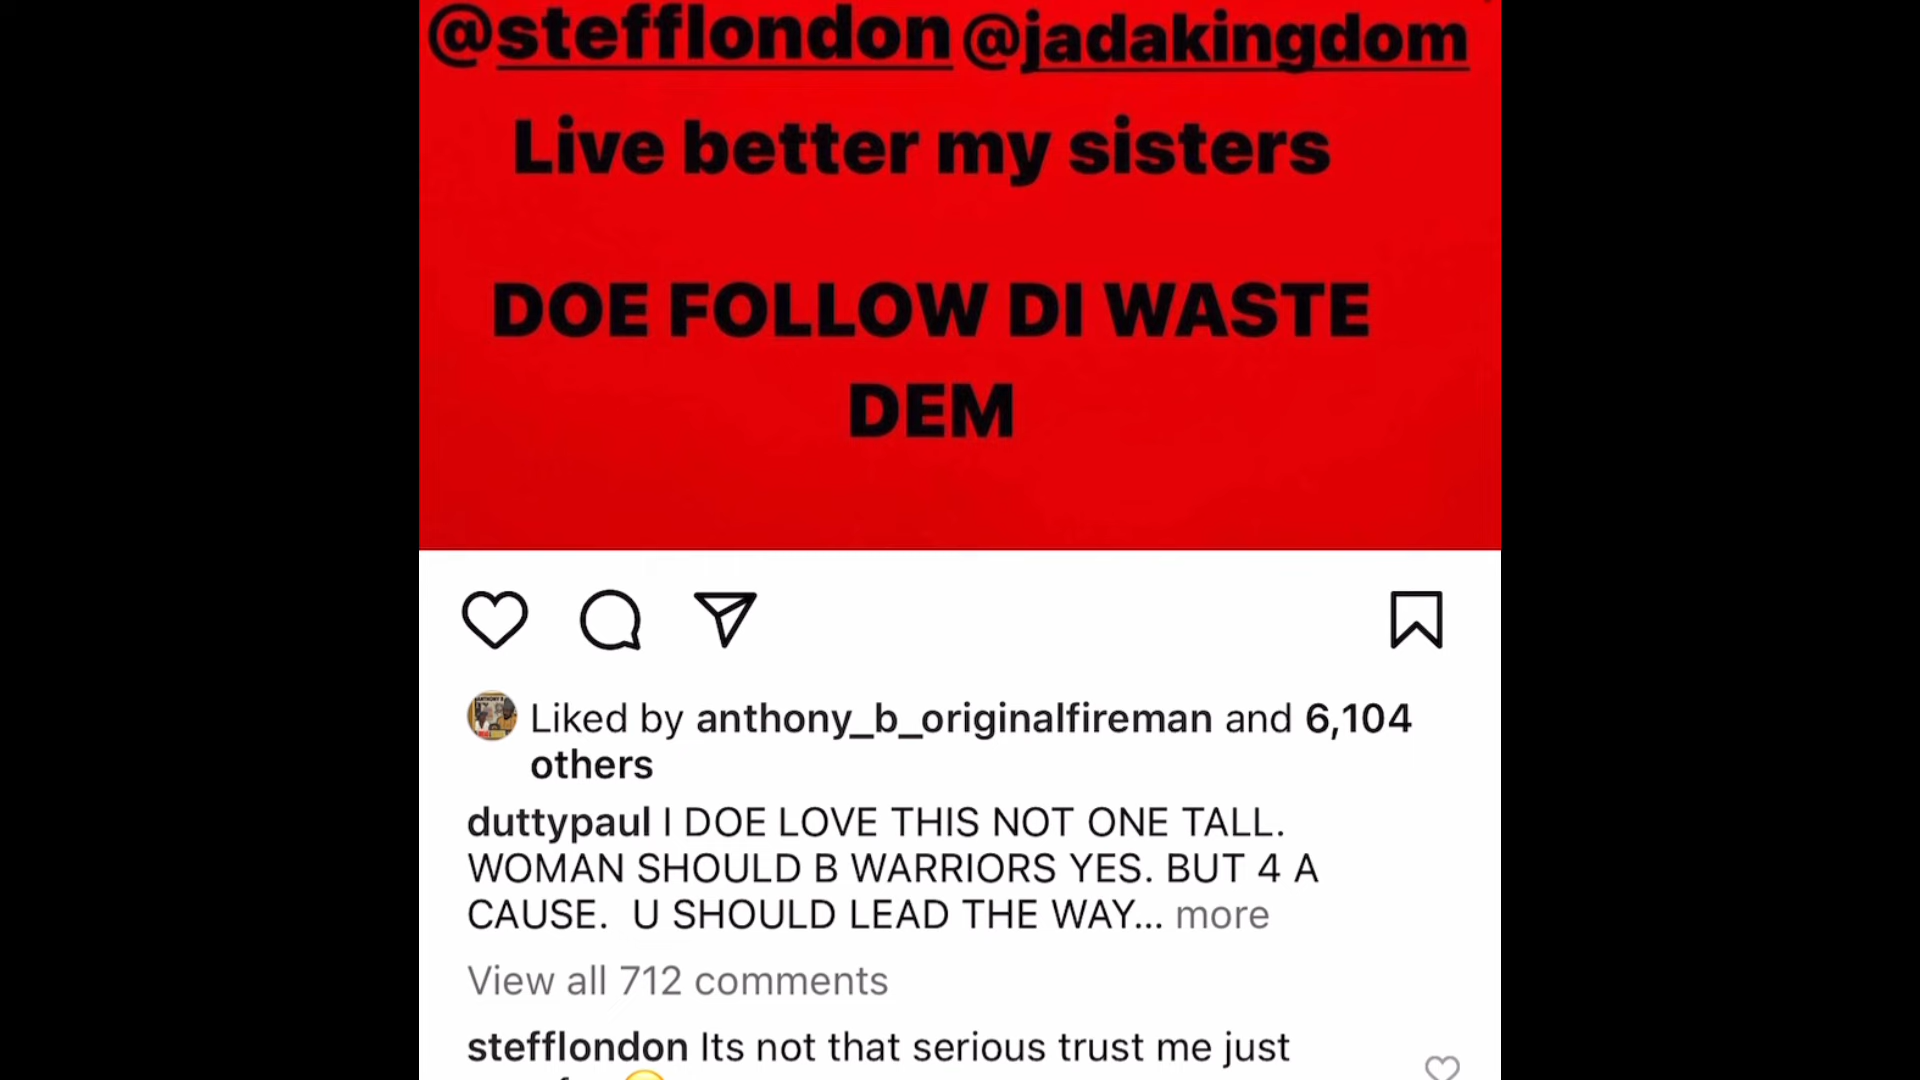 @stefflondon @jadakingdom
Live better my sisters
DOE FOLLOW DI WASTE
DEM
Liked by anthony_b_originalfireman and 6,104
others
duttypaul I DOE LOVE THIS NOT ONE TALL.
WOMAN SHOULD B WARRIORS YES. BUT 4 A
CAUSE.  U SHOULD LEAD THE WAY... more
View all 712 comments
stefflondon Its not that serious trust me just